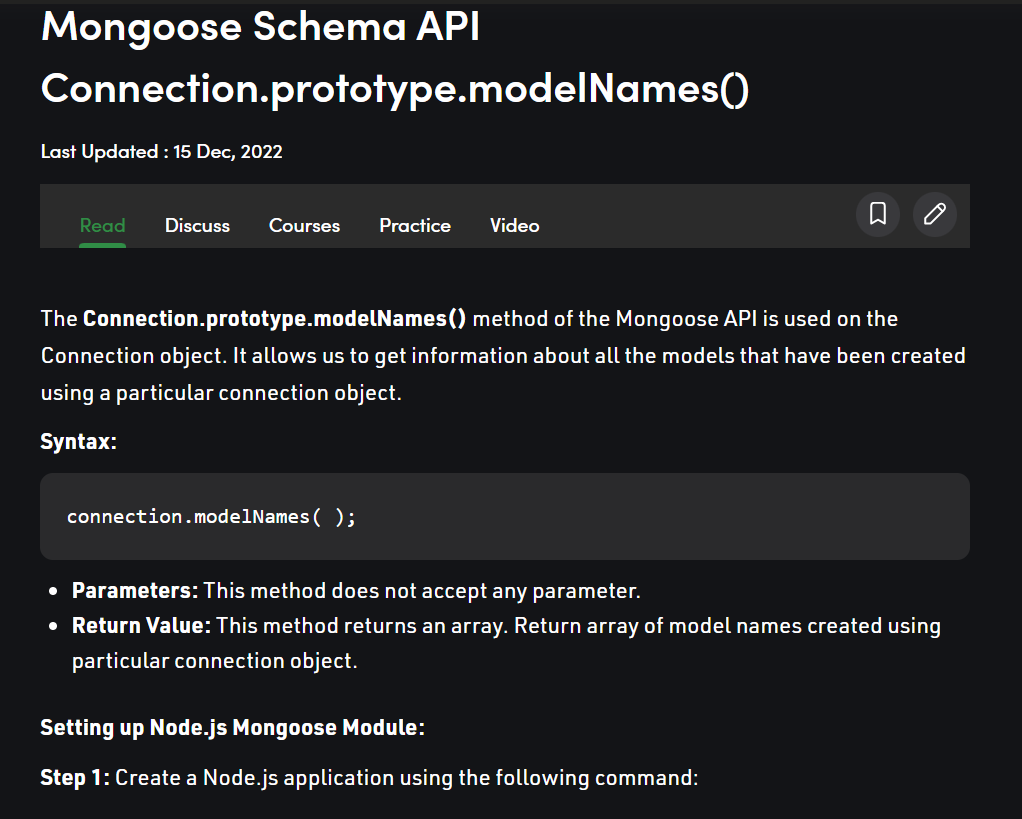 Mongoose Schema API
Connection.prototype.modelNames()
Last Updated : 15 Dec, 2022
Read Discuss Courses Practice Video
The Connection.prototype.modelNames() method of the Mongoose API is used on the
Connection object. It allows us to get information about all the models that have been created
using a particular connection object.
Syntax:
connection.modelNames( );
• Parameters: This method does not accept any parameter.
• Return Value: This method returns an array. Return array of model names created using
particular connection object.
Setting up Node.js Mongoose Module:
Step 1: Create a Node.js application using the following command: